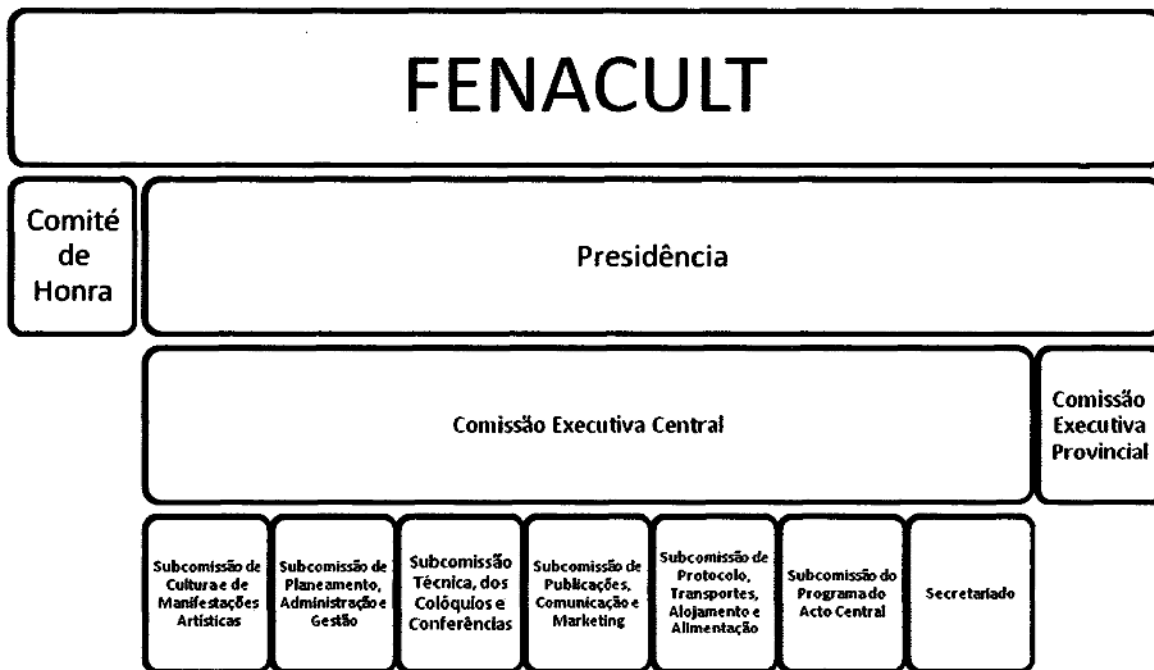 FENACULT
Comité
de
Honra
Presidência
Comissão Executiva Central
Comissão
Executiva
Provincial
Subcomissão de
Cultura e de
Manifestações
Artísticas
Subcomissão de
Planeamento,
Administração e
Gestão
Subcomissão
Técnica, dos
Colóquios e
Conferências
Subcomissão de
Publicações,
Comunicação e
Marketing
Subcomissão de
Protocolo,
Transportes,
Alojamento e
Alimentação
Subcomissão do
Programa do
Acto Central
Secretariado